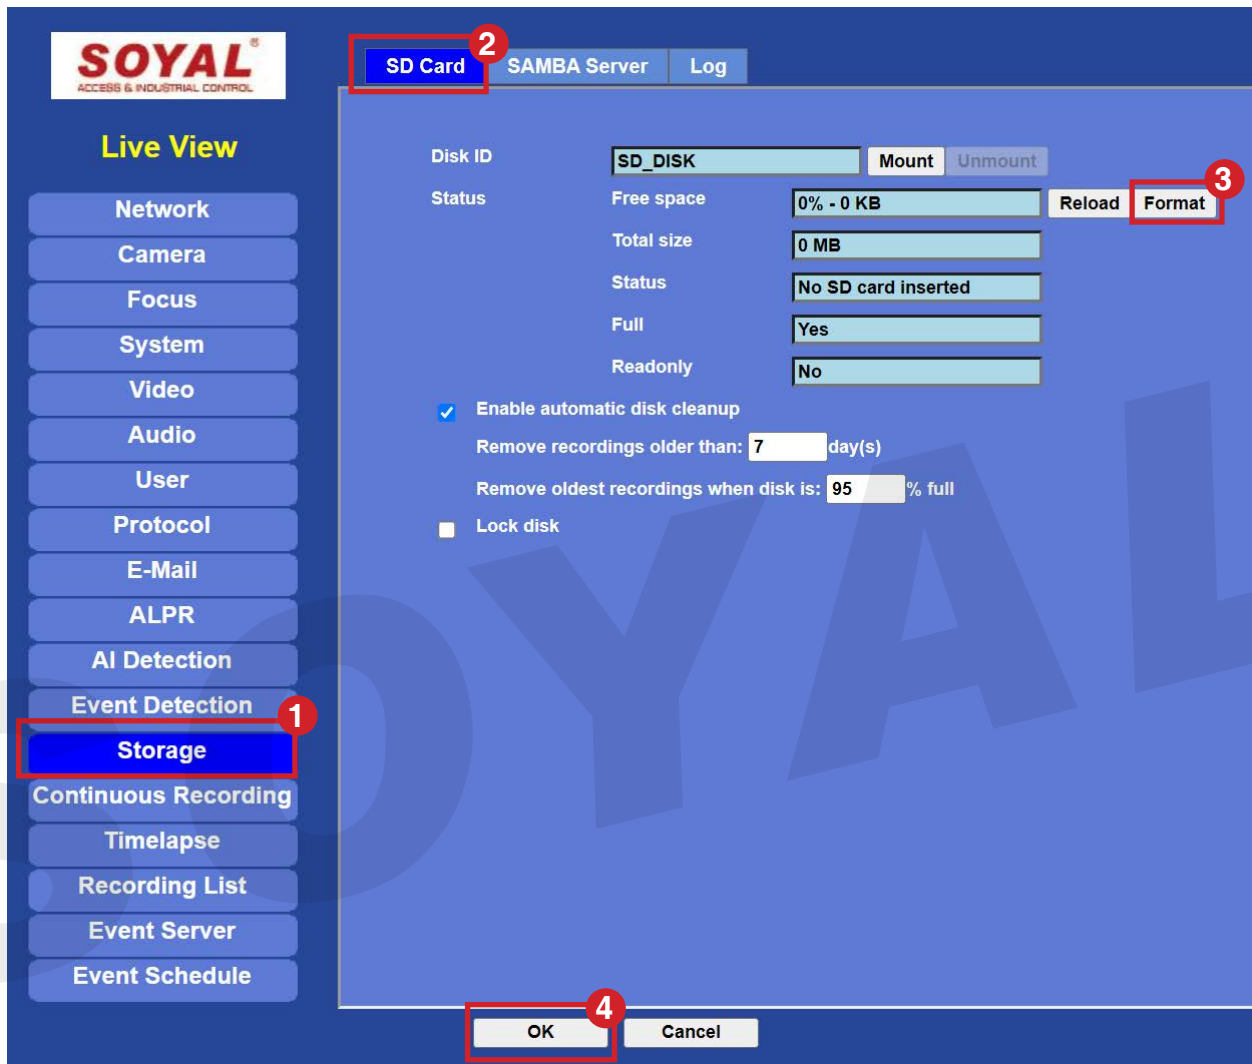 SOYAL®
ACCESS & INDUSTRIAL CONTROL
Live View
Network
Camera
Focus
System
Video
Audio
User
Protocol
E-Mail
ALPR
AI Detection
Event Detection
1
Storage
Continuous Recording
Timelapse
Recording List
Event Server
Event Schedule
2
SD Card SAMBA Server Log
Disk ID SD_DISK Mount Unmount
3
Status Free space 0% - 0 KB Reload Format
Total size 0 MB
Status No SD card inserted
Full Yes
Readonly No
Enable automatic disk cleanup
Remove recordings older than: 7 day(s)
Remove oldest recordings when disk is: 95 % full
Lock disk
SOYAL
4
OK Cancel